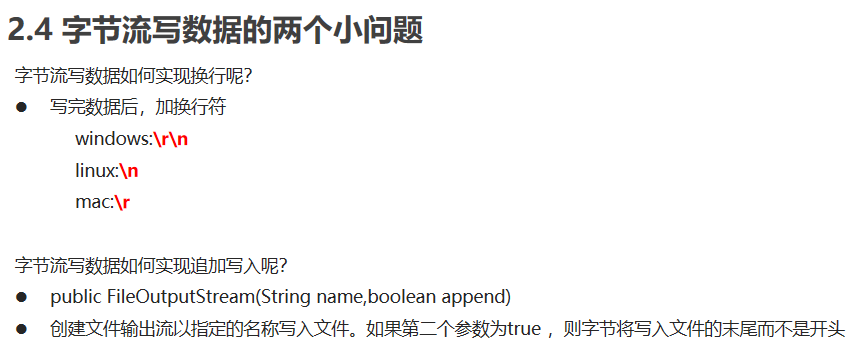 2.4 字节流写数据的两个小问题
字节流写数据如何实现换行呢?
● 写完数据后，加换行符
windows:\r\n
linux:\n
mac:\r
字节流写数据如何实现追加写入呢?
● public FileOutputStream(String name,boolean append)
● 创建文件输出流以指定的名称写入文件。如果第二个参数为true ，则字节将写入文件的末尾而不是开头